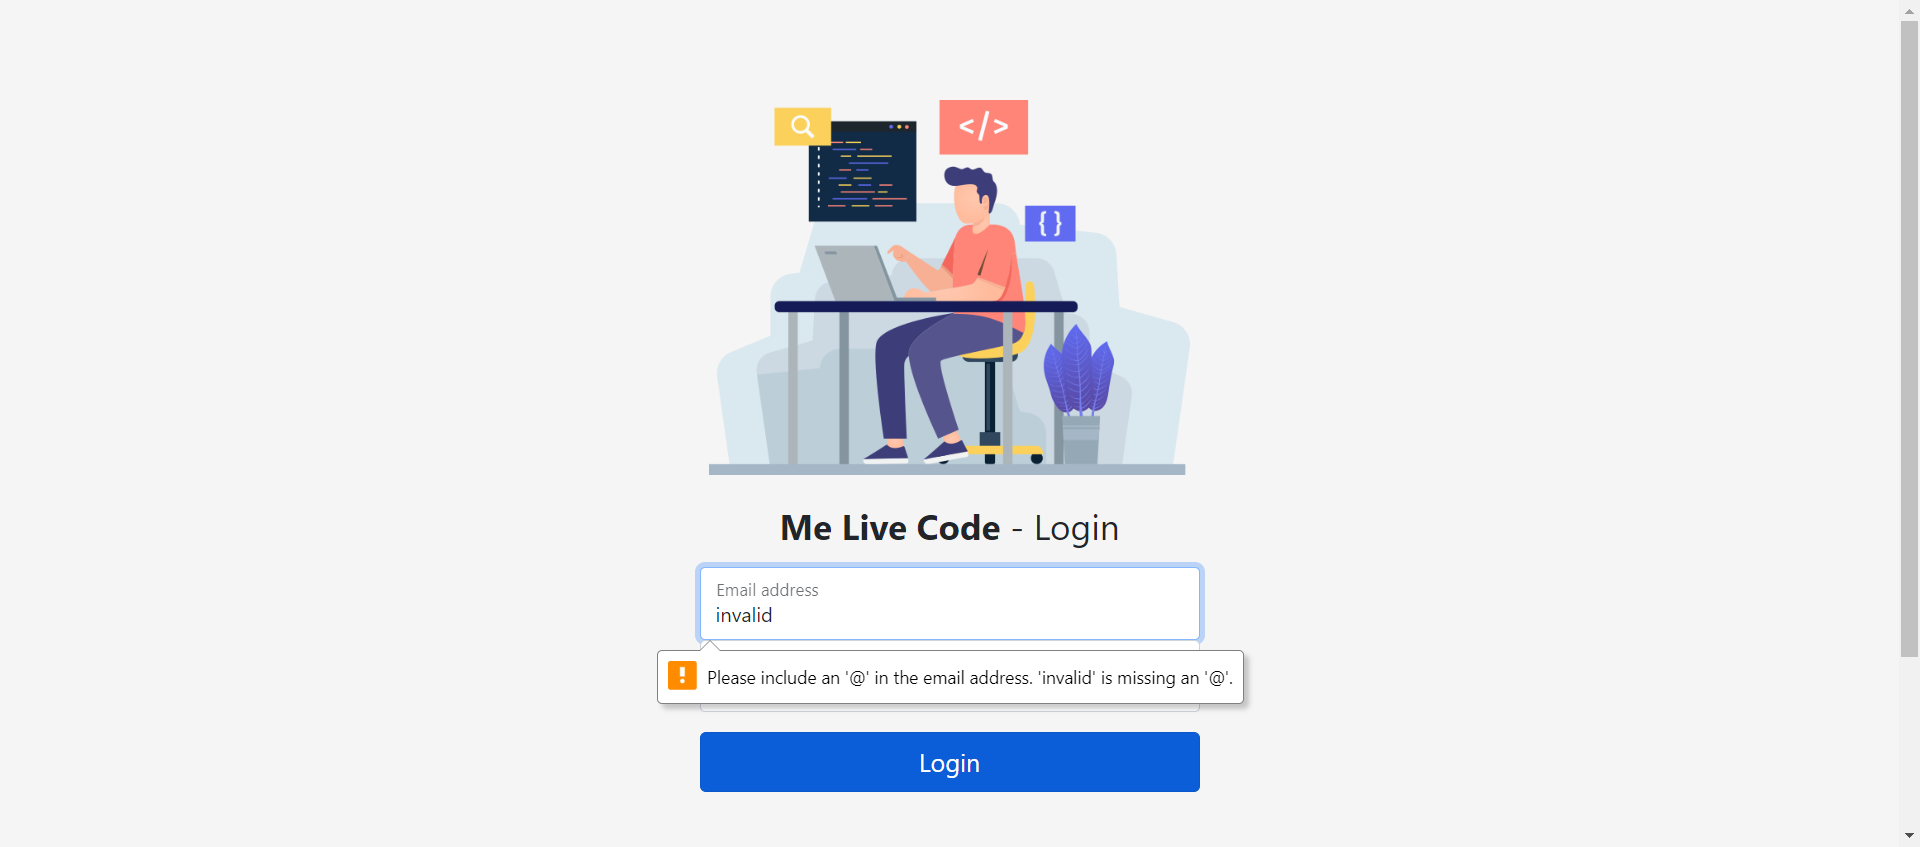 </>
{ }
Me Live Code - Login
Email address
invalid
Please include an '@' in the email address. 'invalid' is missing an '@'.
Login